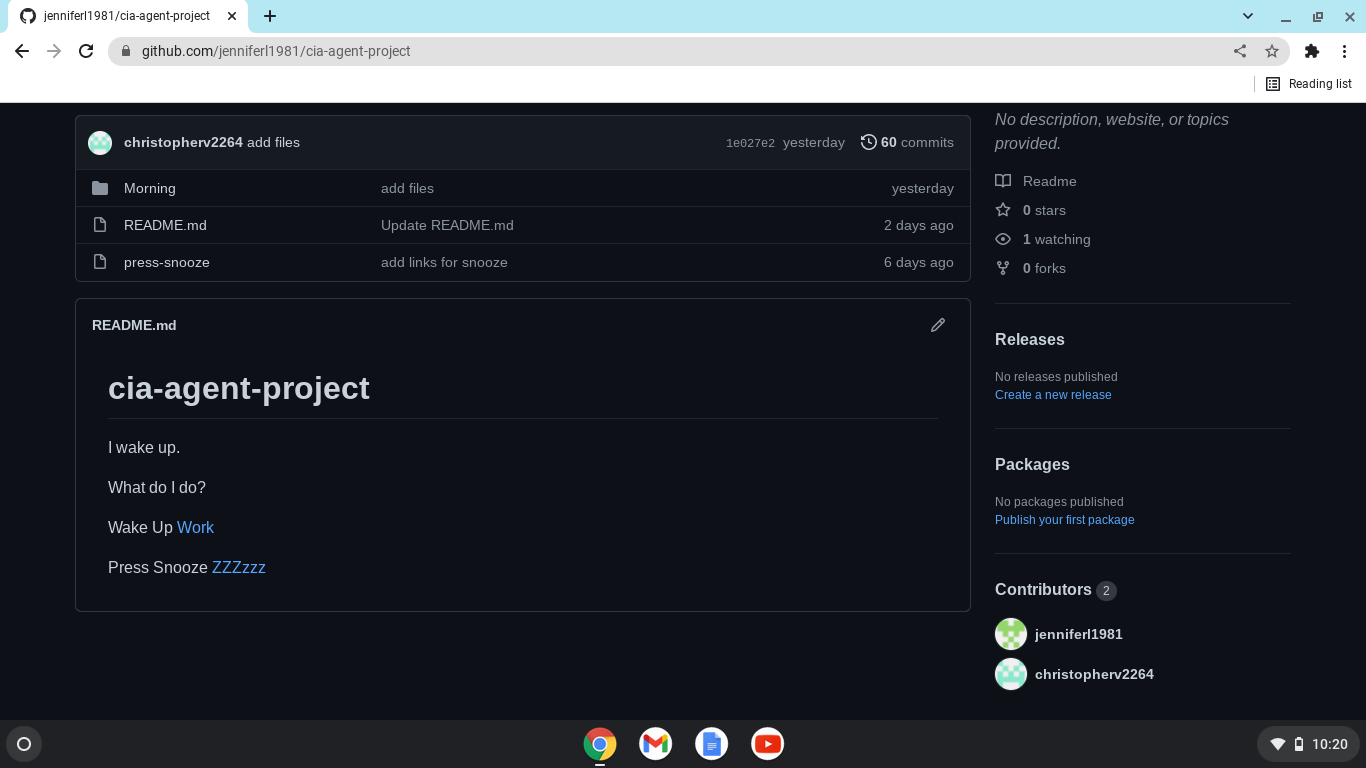 jenniferl1981/cia-agent-project
github.com/jenniferl1981/cia-agent-project
Reading list
christopherv2264 add files 1e027e2 yesterday 60 commits
Morning add files yesterday
README.md Update README.md 2 days ago
press-snooze add links for snooze 6 days ago
README.md
cia-agent-project
I wake up.
What do I do?
Wake Up Work
Press Snooze ZZZzzz
No description, website, or topics
provided.
Readme
0 stars
1 watching
0 forks
Releases
No releases published
Create a new release
Packages
No packages published
Publish your first package
Contributors 2
jenniferl1981
christopherv2264
10:20